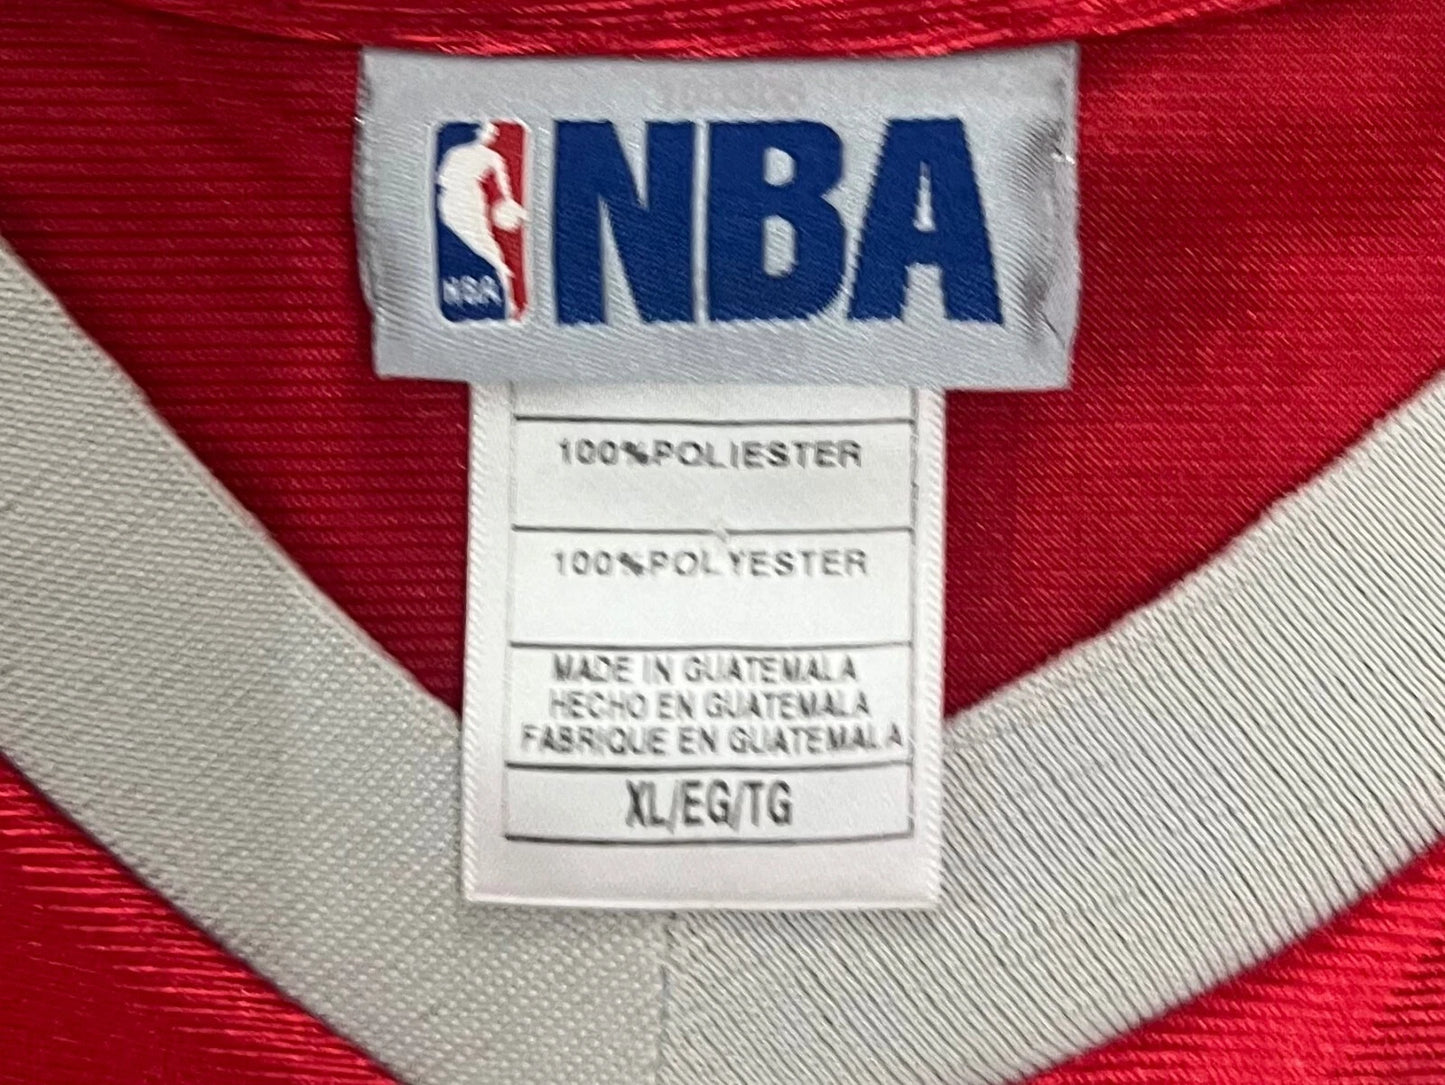 NBA NBA
100%POLIESTER
100%POLYESTER
MADE IN GUATEMALA
HECHO EN GUATEMALA
FABRIQUE EN GUATEMALA
XL/EG/TG